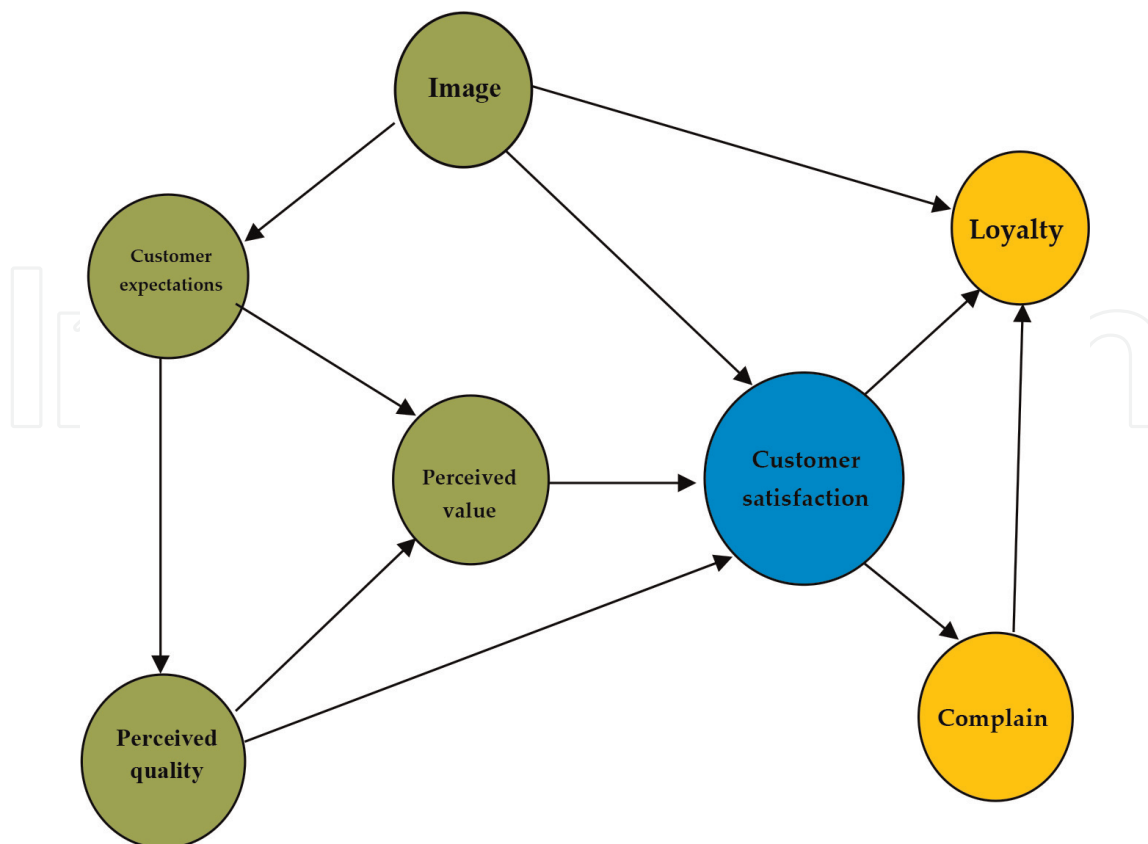 Image
Loyalty
Customer
expectations
Perceived
value
Customer
satisfaction
Perceived
quality
Complain